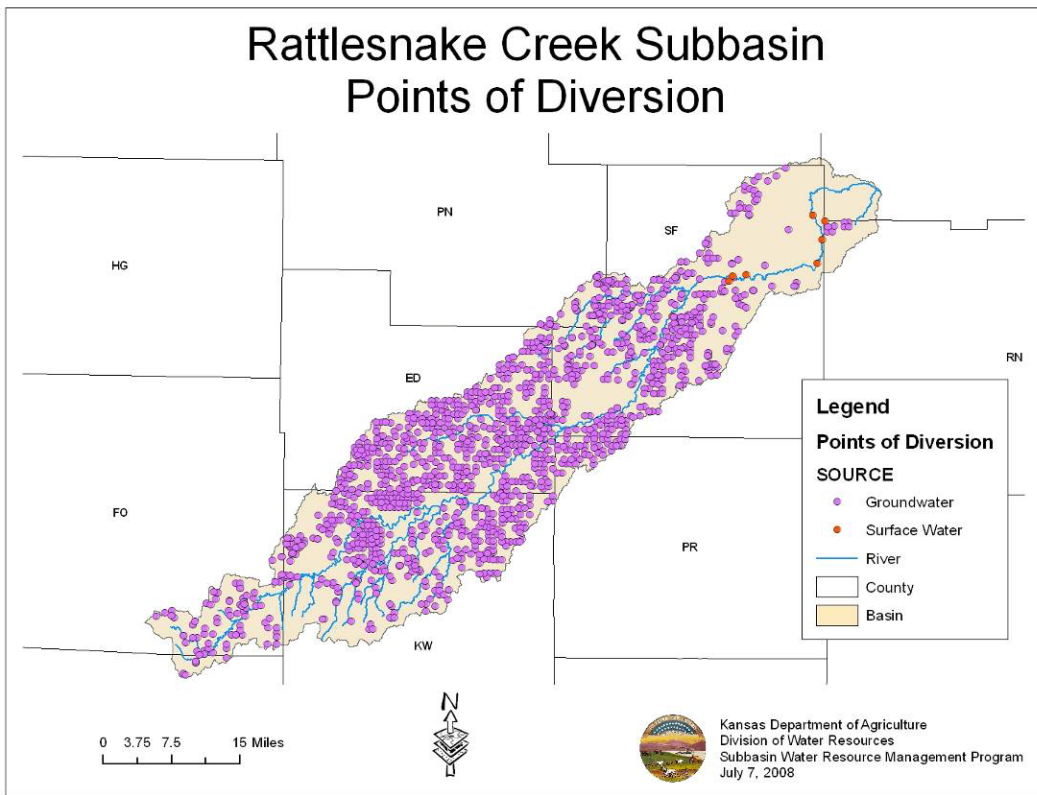 Rattlesnake Creek Subbasin
Points of Diversion
PN
SF
HG
ED
RN
FO
PR
KW
Legend
Points of Diversion
SOURCE
Groundwater
Surface Water
River
County
Basin
N
0 3.75 7.5 15 Miles
Kansas Department of Agriculture
Division of Water Resources
Subbasin Water Resource Management Program
July 7, 2008